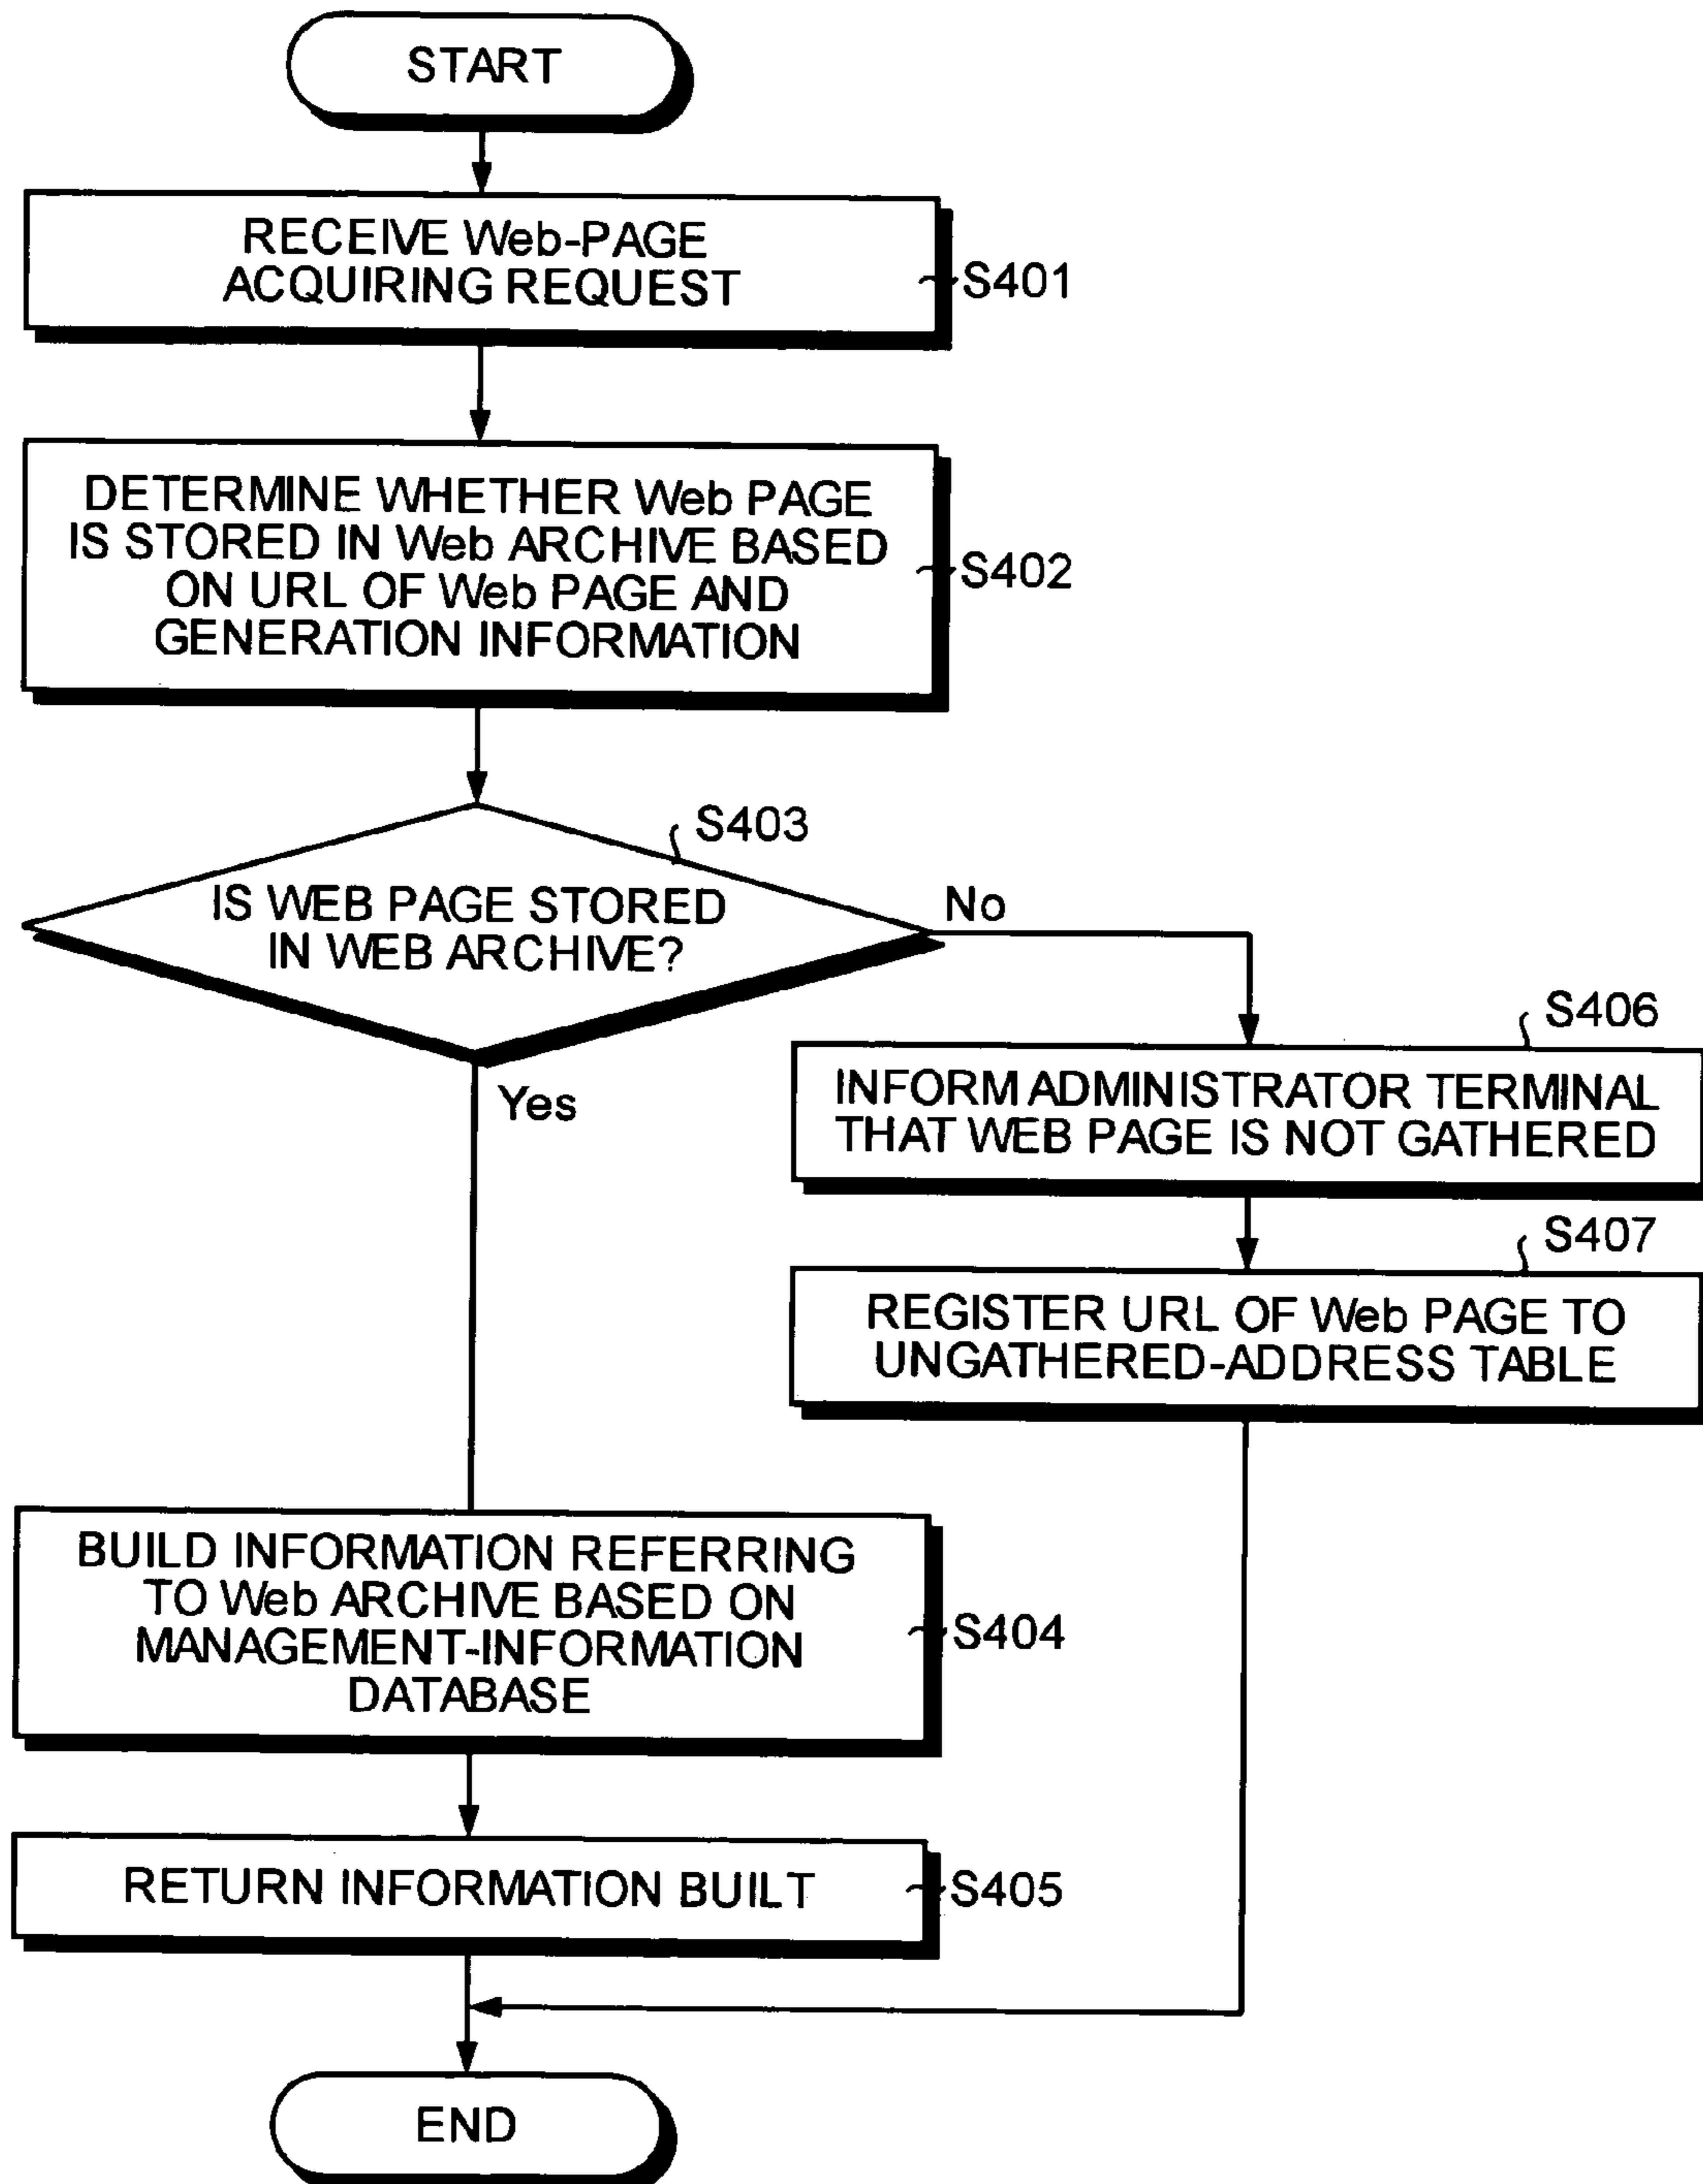 START
RECEIVE Web-PAGE
ACQUIRING REQUEST
S401
DETERMINE WHETHER Web PAGE
IS STORED IN Web ARCHIVE BASED
ON URL OF Web PAGE AND
GENERATION INFORMATION
S402
S403
IS WEB PAGE STORED
IN WEB ARCHIVE?
No
Yes
S406
INFORM ADMINISTRATOR TERMINAL
THAT WEB PAGE IS NOT GATHERED
S407
REGISTER URL OF Web PAGE TO
UNGATHERED-ADDRESS TABLE
BUILD INFORMATION REFERRING
TO Web ARCHIVE BASED ON
MANAGEMENT-INFORMATION
DATABASE
S404
RETURN INFORMATION BUILT
S405
END